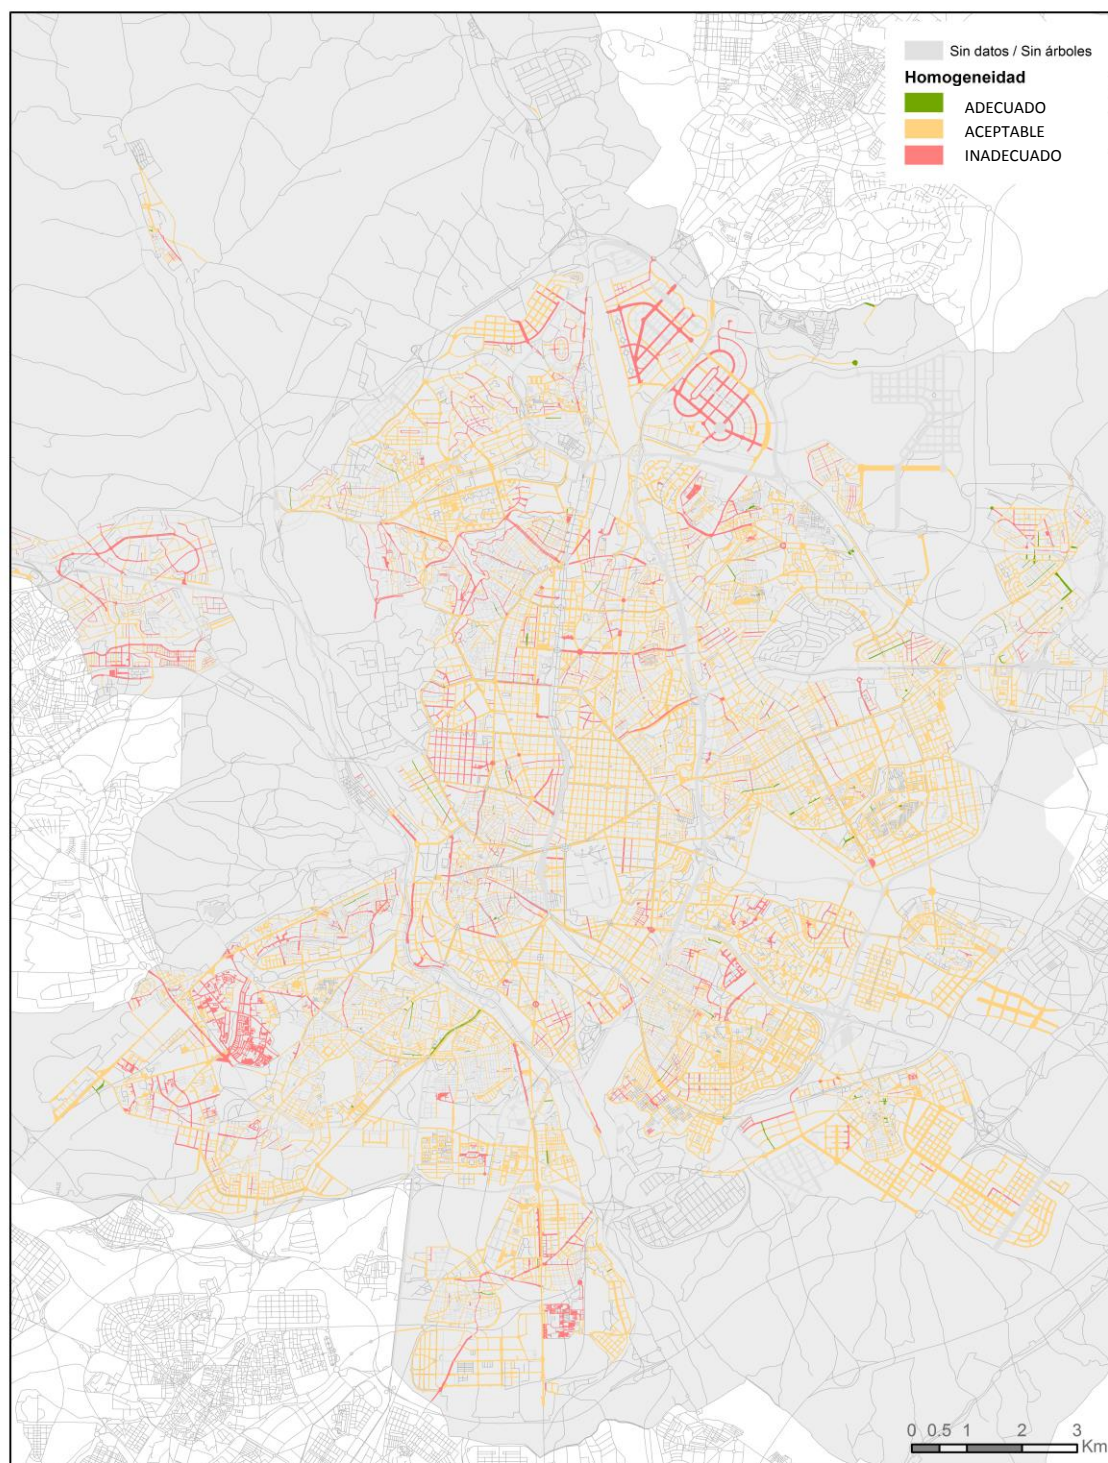 Sin datos / Sin árboles
Homogeneidad
ADECUADO
ACEPTABLE
INADECUADO
0 0.5 1 2 3
Km